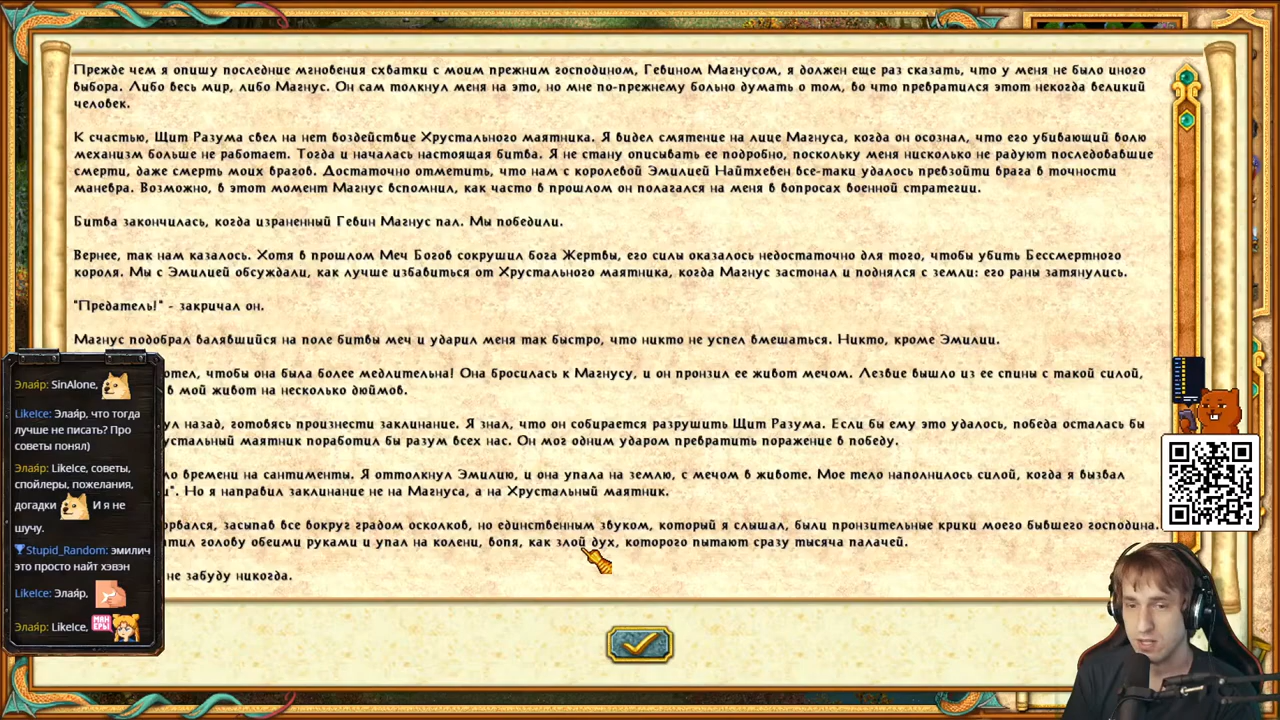 Прежде чем я опишу последние мгновения схватки с моим прежним господином, Гевином Магнусом, я должен еще раз сказать, что у меня не было иного
выбора. Либо весь мир, либо Магнус. Он сам толкнул меня на это, но мне по-прежнему больно думать о том, во что превратился этот некогда великий
человек.
К счастью, Щит Разума свел на нет воздействие Хрустального маятника. Я видел смятение на лице Магнуса, когда он осознал, что его убивающий волю
механизм больше не работает. Тогда и началась настоящая битва. Я не стану описывать ее подробно, поскольку меня нисколько не радуют последовавшие
смерти, даже смерть моих врагов. Достаточно отметить, что нам с королевой Эмилией Найтхевен все-таки удалось превзойти врага в точности
маневра. Возможно, в этот момент Магнус вспомнил, как часто в прошлом он полагался на меня в вопросах военной стратегии.
Битва закончилась, когда израненный Гевин Магнус пал. Мы победили.
Вернее, так нам казалось. Хотя в прошлом Меч Богов сокрушил бога Жертвы, его силы оказалось недостаточно для того, чтобы убить Бессмертного
короля. Мы с Эмилией обсуждали, как лучше избавиться от Хрустального маятника, когда Магнус застонал и поднялся с земли: его раны затянулись.
"Предатель!" - закричал он.
Магнус подобрал валявшийся на поле битвы меч и ударил меня так быстро, что никто не успел вмешаться. Никто, кроме Эмилии.
отел, чтобы она была более медлительна! Она бросилась к Магнусу, и он пронзил ее живот мечом. Лезвие вышло из ее спины с такой силой,
в мой живот на несколько дюймов.
ул назад, готовясь произнести заклинание. Я знал, что он собирается разрушить Щит Разума. Если бы ему это удалось, победа осталась бы
устальный маятник поработил бы разум всех нас. Он мог одним ударом превратить поражение в победу.
ло времени на сантименты. Я оттолкнул Эмилию, и она упала на землю, с мечом в животе. Мое тело наполнилось силой, когда я вызвал
и". Но я направил заклинание не на Магнуса, а на Хрустальный маятник.
орвался, засыпав все вокруг градом осколков, но единственным звуком, который я слышал, были пронзительные крики моего бывшего господина.
тил голову обеими руками и упал на колени, вопя, как злой дух, которого пытают сразу тысяча палачей.
не забуду никогда.
Элаяр: SinAlone,
LikeIce: Элаяр, что тогда
лучше не писать? Про
советы понял)
Элаяр: LikeIce, советы,
спойлеры, пожелания,
догадки И я не
шучу.
Stupid_Random: эмилич
это просто найт хэвэн
LikeIce: Элаяр,
Элаяр: LikeIce,